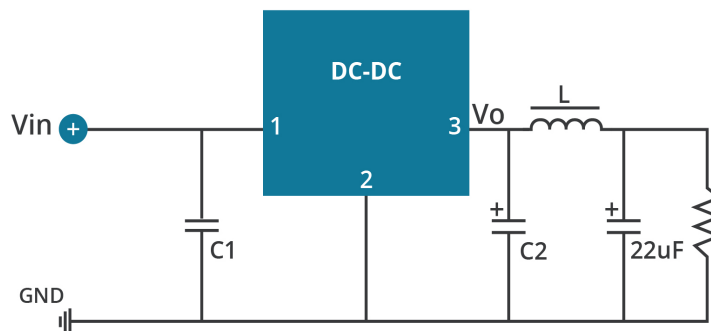 DC-DC
L
Vin
+
1
3
Vo
2
+
+
C1
C2
22uF
GND